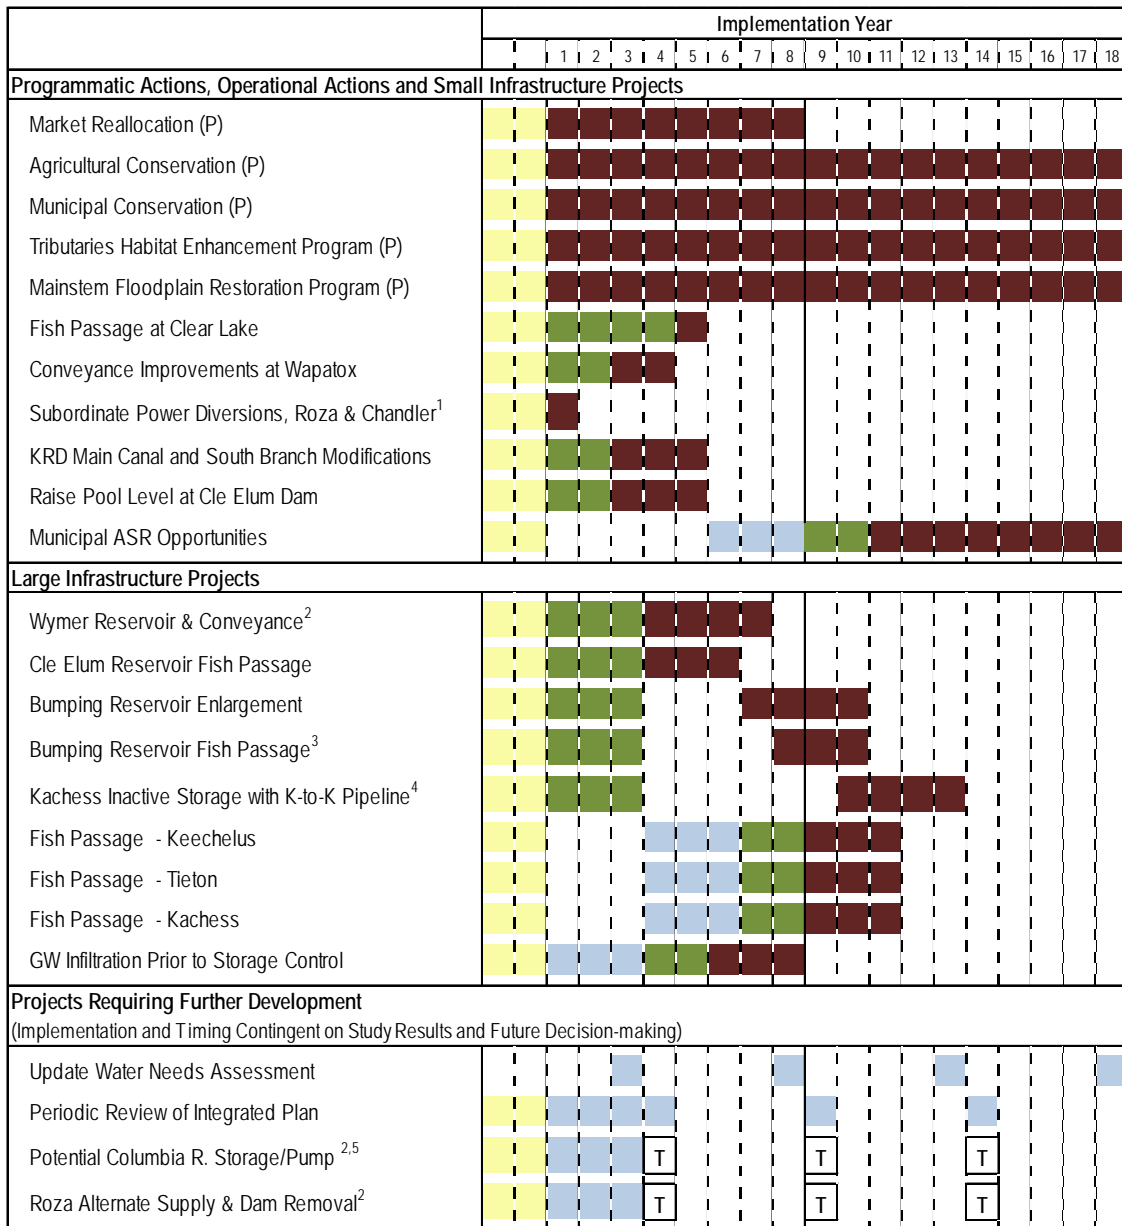 Implementation Year
1 2 3 4 5 6 7 8 9 10 11 12 13 14 15 16 17 18
Programmatic Actions, Operational Actions and Small Infrastructure Projects
Market Reallocation (P)
Agricultural Conservation (P)
Municipal Conservation (P)
Tributaries Habitat Enhancement Program (P)
Mainstem Floodplain Restoration Program (P)
Fish Passage at Clear Lake
Conveyance Improvements at Wapatox
Subordinate Power Diversions, Roza & Chandler1
KRD Main Canal and South Branch Modifications
Raise Pool Level at Cle Elum Dam
Municipal ASR Opportunities
Large Infrastructure Projects
Wymer Reservoir & Conveyance2
Cle Elum Reservoir Fish Passage
Bumping Reservoir Enlargement
Bumping Reservoir Fish Passage3
Kachess Inactive Storage with K-to-K Pipeline4
Fish Passage - Keechelus
Fish Passage - Tieton
Fish Passage - Kachess
GW Infiltration Prior to Storage Control
Projects Requiring Further Development
(Implementation and Timing Contingent on Study Results and Future Decision-making)
Update Water Needs Assessment
Periodic Review of Integrated Plan
Potential Columbia R. Storage/Pump 2,5 T T T
Roza Alternate Supply & Dam Removal2 T T T